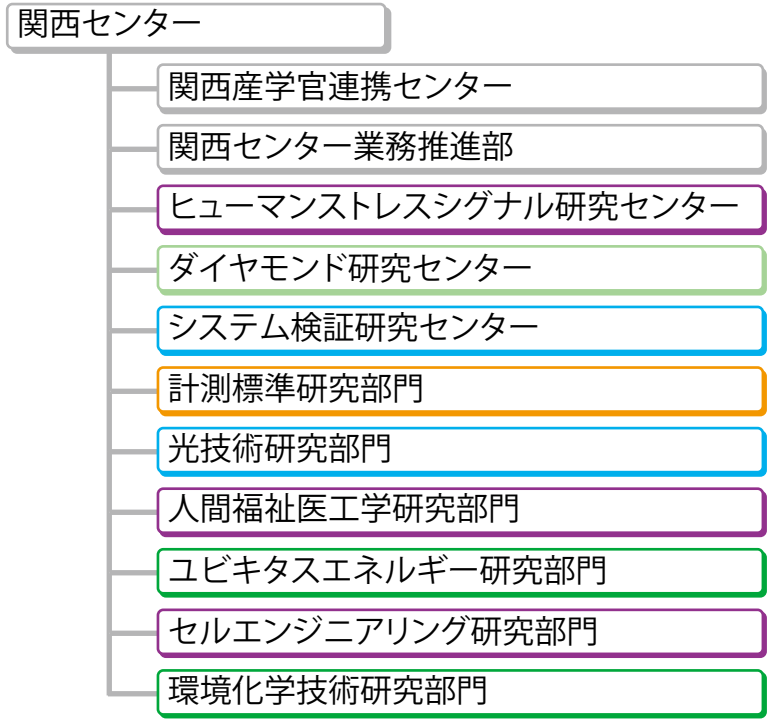 関西センター
関西産学官連携センター
関西センター業務推進部
ヒューマンストレスシグナル研究センター
ダイヤモンド研究センター
システム検証研究センター
計測標準研究部門
光技術研究部門
人間福祉医工学研究部門
ユビキタスエネルギー研究部門
セルエンジニアリング研究部門
環境化学技術研究部門